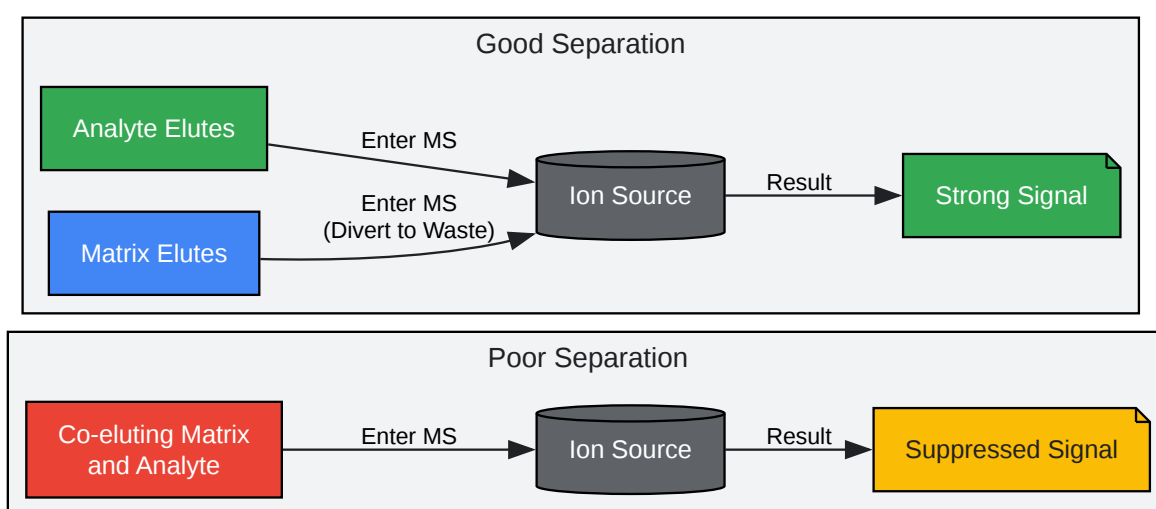 Good Separation
Analyte Elutes
Enter MS
Enter MS
(Divert to Waste)
Matrix Elutes
Ion Source
Result
Strong Signal
Poor Separation
Co-eluting Matrix
and Analyte
Enter MS
Ion Source
Result
Suppressed Signal